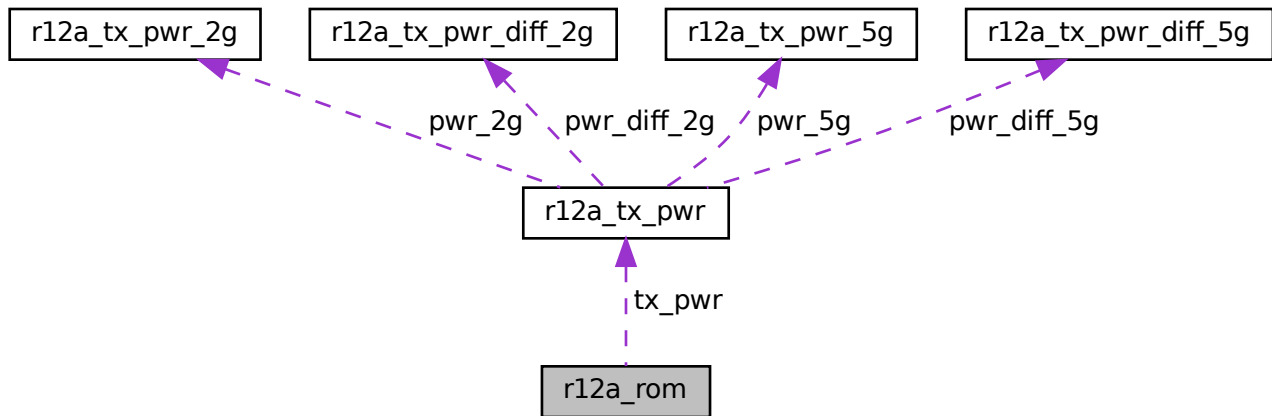 r12a_tx_pwr_2g
r12a_tx_pwr_diff_2g
r12a_tx_pwr_5g
r12a_tx_pwr_diff_5g
pwr_2g
pwr_diff_2g
pwr_5g
pwr_diff_5g
r12a_tx_pwr
tx_pwr
r12a_rom